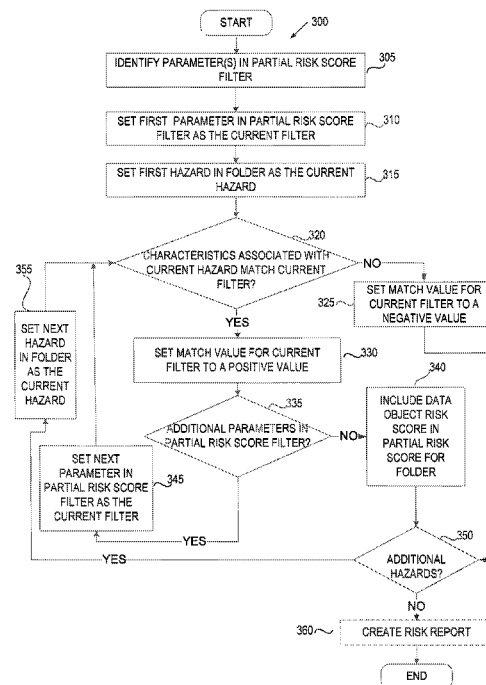 START
300
IDENTIFY PARAMETER(S) IN PARTIAL RISK SCORE
FILTER
305
SET FIRST PARAMETER IN PARTIAL RISK SCORE
FILTER AS THE CURRENT FILTER
310
SET FIRST HAZARD IN FOLDER AS THE CURRENT
HAZARD
315
320
CHARACTERISTICS ASSOCIATED WITH
CURRENT HAZARD MATCH CURRENT
FILTER?
NO
YES
325
SET MATCH VALUE FOR
CURRENT FILTER TO A
NEGATIVE VALUE
355
SET NEXT
HAZARD
IN FOLDER
AS THE
CURRENT
HAZARD
SET MATCH VALUE FOR CURRENT
FILTER TO A POSITIVE VALUE
330
335
ADDITIONAL PARAMETERS IN
PARTIAL RISK SCORE FILTER?
NO
YES
340
INCLUDE DATA
OBJECT RISK
SCORE IN
PARTIAL RISK
SCORE FOR
FOLDER
SET NEXT
PARAMETER IN
PARTIAL RISK SCORE
FILTER AS THE
CURRENT FILTER
345
350
ADDITIONAL
HAZARDS?
YES
NO
360
CREATE RISK REPORT
END